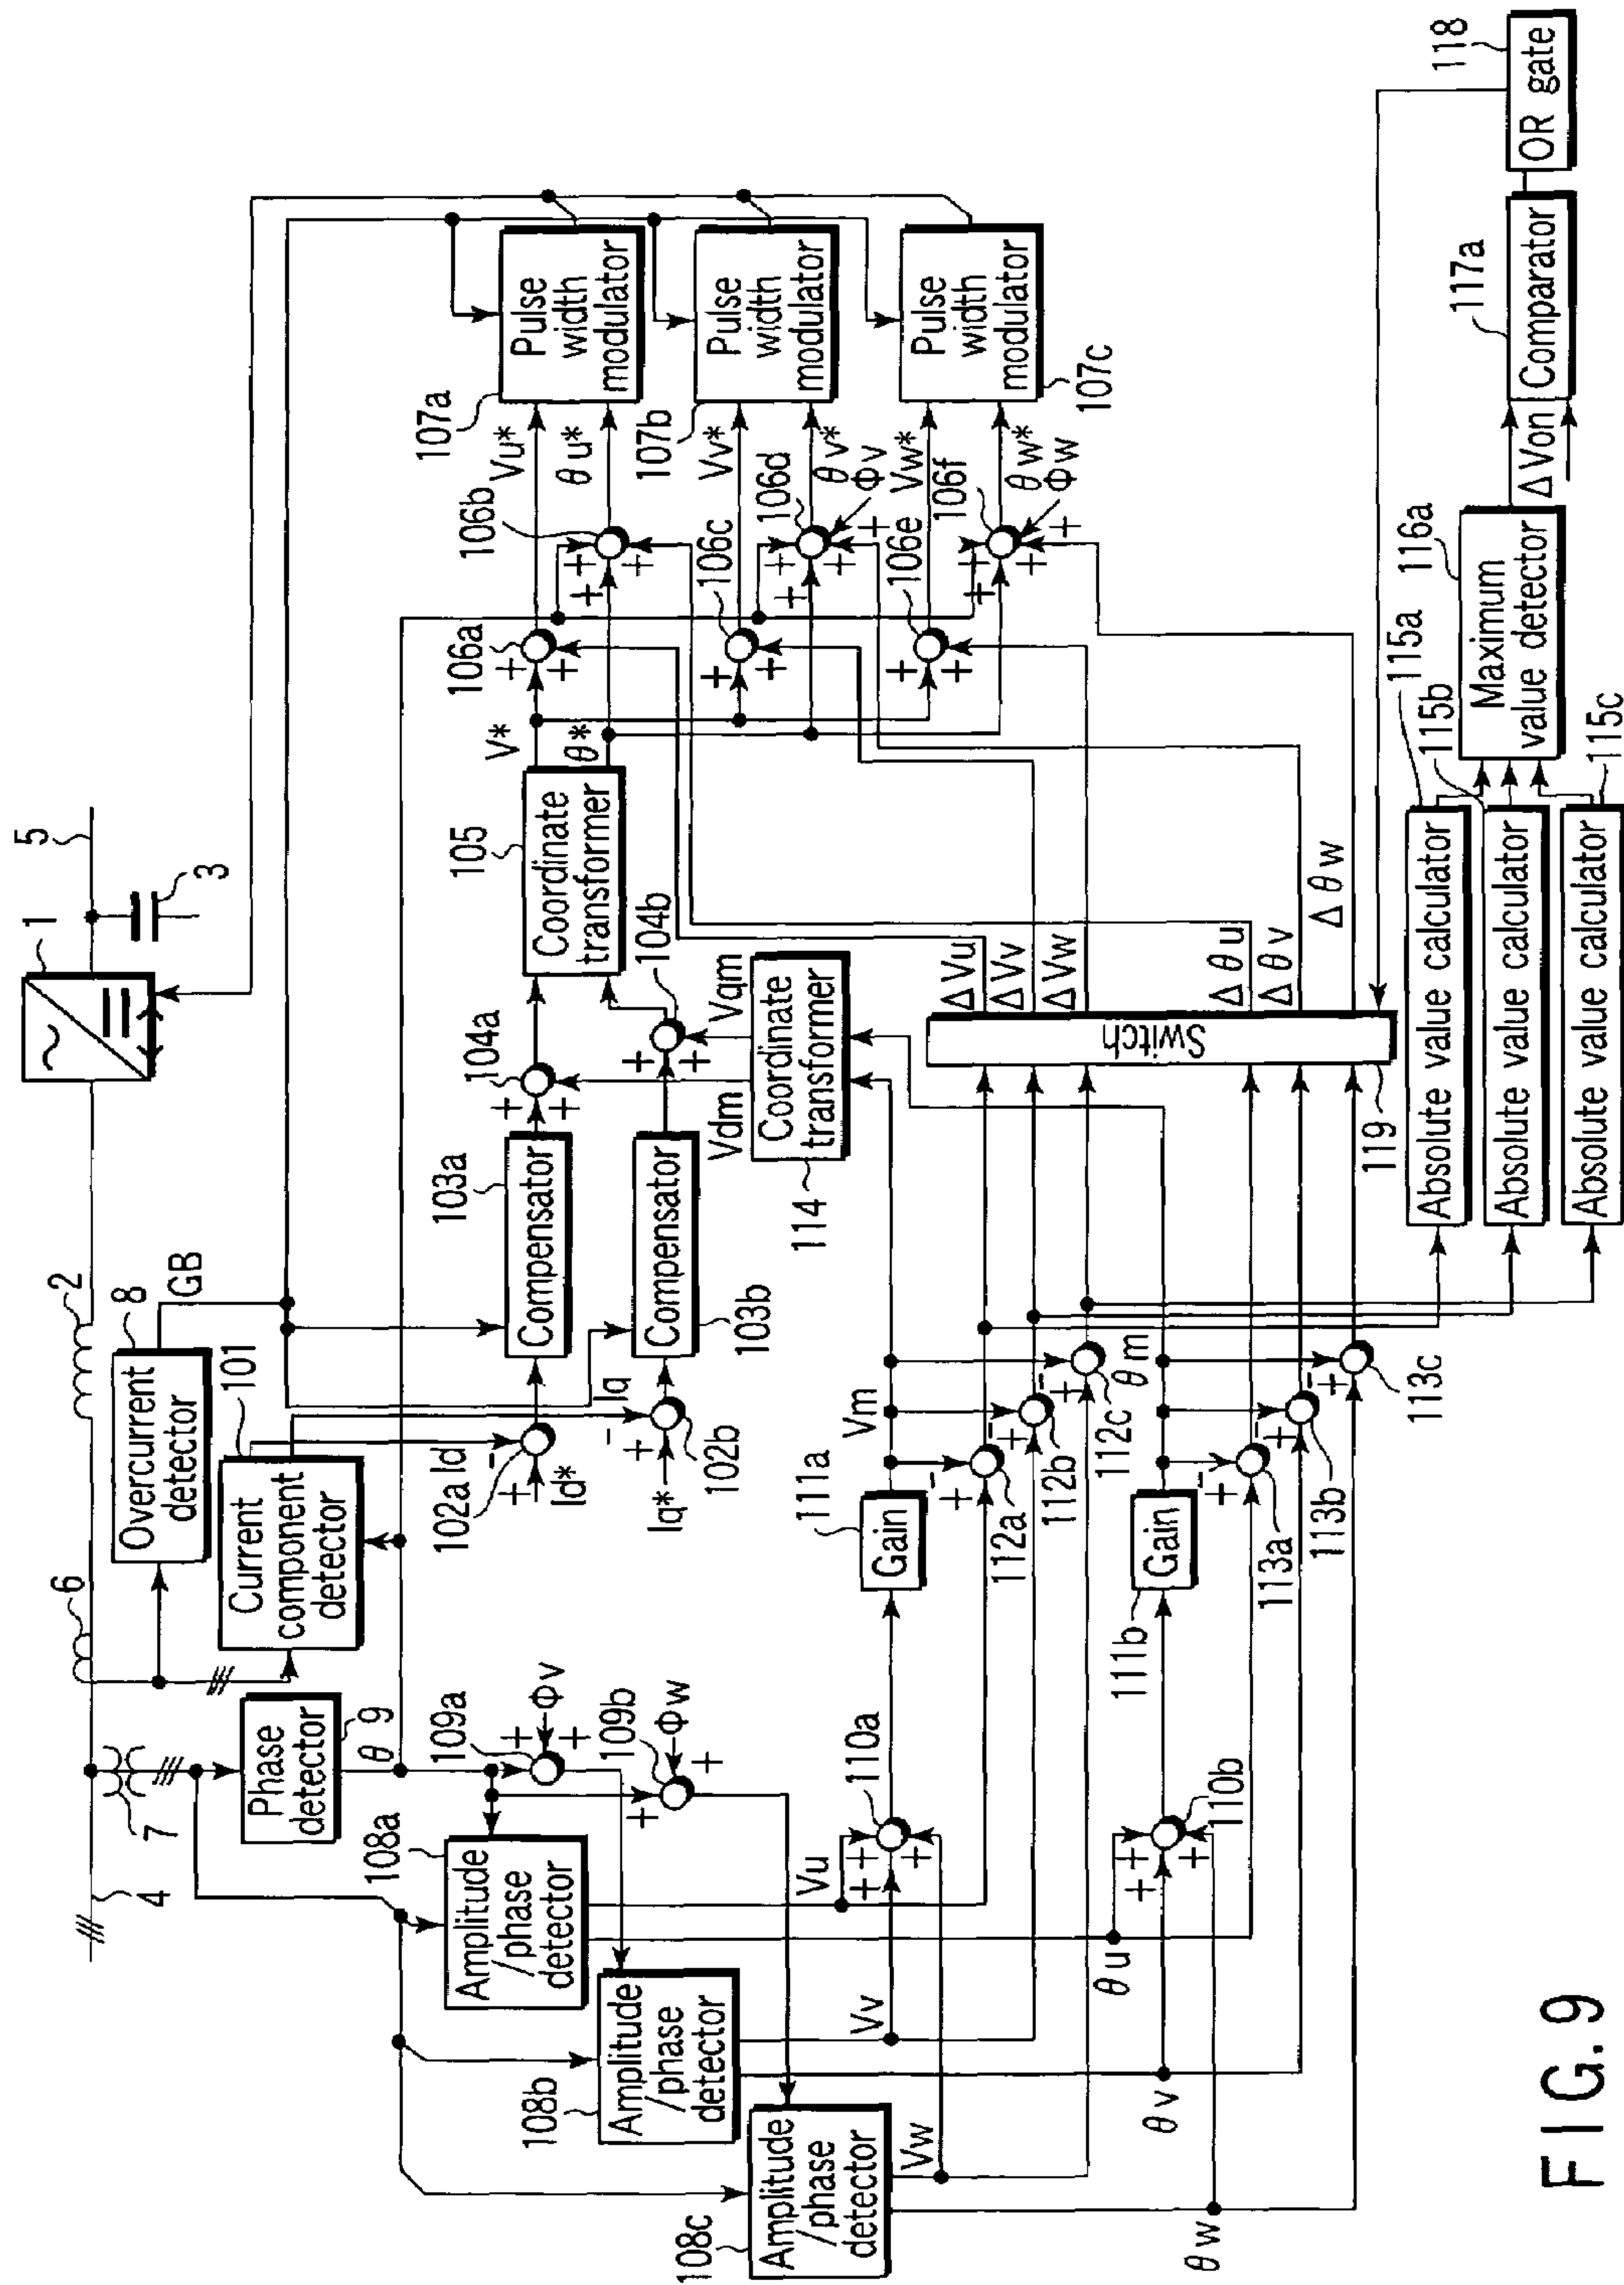 5
1
3
2
8
GB
Overcurrent
detector
101
Current
component
detector
6
7
4
Phase
detector
9
θ
109a
Φv
+
+
109b
Φw
+
+
108a
Amplitude
/phase
detector
108b
Amplitude
/phase
detector
108c
Amplitude
/phase
detector
102a
Id
-
+
Id*
Iq
-
+
Iq*
102b
103a
Compensator
Compensator
103b
104a
+
+
104b
+
+
Vdm
Vqm
Coordinate
transformer
114
105
Coordinate
transformer
V*
θ*
106a
+
+
106b
+
+
+
106c
+
+
106d
+
+
+
+
Φv
106e
+
+
106f
+
+
+
Φw
Vu*
θu*
Vv*
θv*
Vw*
θw*
107a
Pulse
width
modulator
107b
Pulse
width
modulator
Pulse
width
modulator
107c
Vu
Vv
Vw
110a
+
+
+
111a
Gain
Vm
-
+
112a
-
+
112b
-
+
112c
θu
θv
θw
110b
+
+
+
111b
Gain
θm
-
+
113a
-
+
113b
-
+
113c
ΔVu
ΔVv
ΔVw
Δθu
Δθv
Δθw
Switch
119
115a
Absolute value calculator
115b
Absolute value calculator
115c
Absolute value calculator
116a
Maximum
value detector
ΔVon
117a
Comparator
118
OR gate
FIG. 9